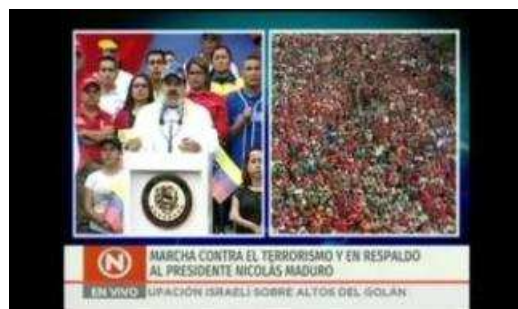 N
MARCHA CONTRA EL TERRORISMO Y EN RESPALDO
AL PRESIDENTE NICOLÁS MADURO
EN VIVO UPACIÓN ISRAELÍ SOBRE ALTOS DEL GOLÁN